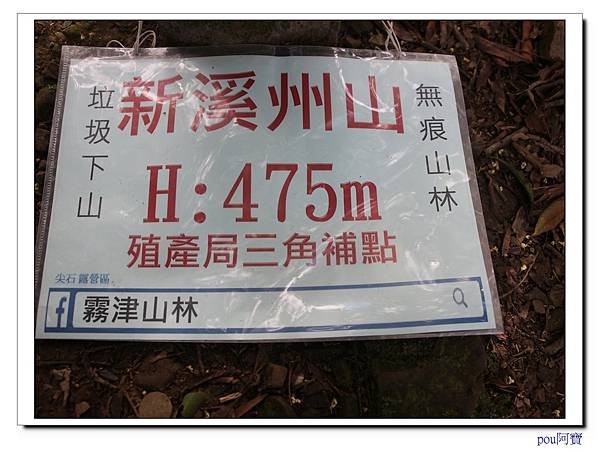 新溪州山
垃圾下山
無痕山林
H:475m
殖產局三角補點
尖石 露營區.
f 霧津山林
pou阿寶